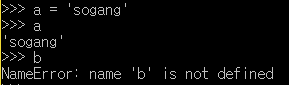 >>> a = 'sogang'
>>> a
'sogang'
>>> b
NameError: name 'b' is not defined